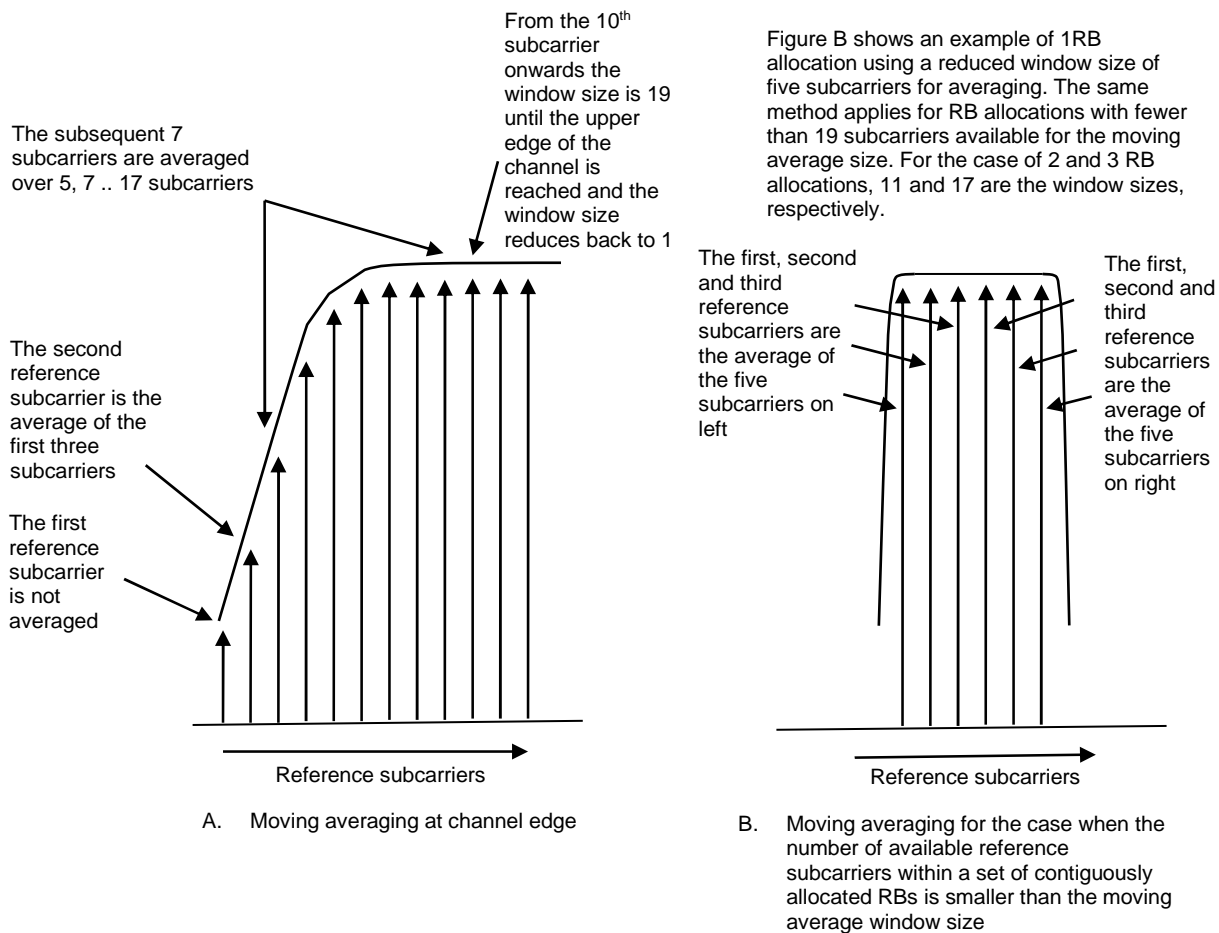 From the 10th
subcarrier
onwards the
window size is 19
until the upper
edge of the
channel is
reached and the
window size
reduces back to 1
The subsequent 7
subcarriers are averaged
over 5, 7 .. 17 subcarriers
The second
reference
subcarrier is the
average of the
first three
subcarriers
The first
reference
subcarrier
is not
averaged
Reference subcarriers
A. Moving averaging at channel edge
Figure B shows an example of 1RB
allocation using a reduced window size of
five subcarriers for averaging. The same
method applies for RB allocations with fewer
than 19 subcarriers available for the moving
average size. For the case of 2 and 3 RB
allocations, 11 and 17 are the window sizes,
respectively.
The first, second
and third
reference
subcarriers are
the average of
the five
subcarriers on
left
The first,
second and
third
reference
subcarriers
are the
average of
the five
subcarriers
on right
Reference subcarriers
B. Moving averaging for the case when the
number of available reference
subcarriers within a set of contiguously
allocated RBs is smaller than the moving
average window size